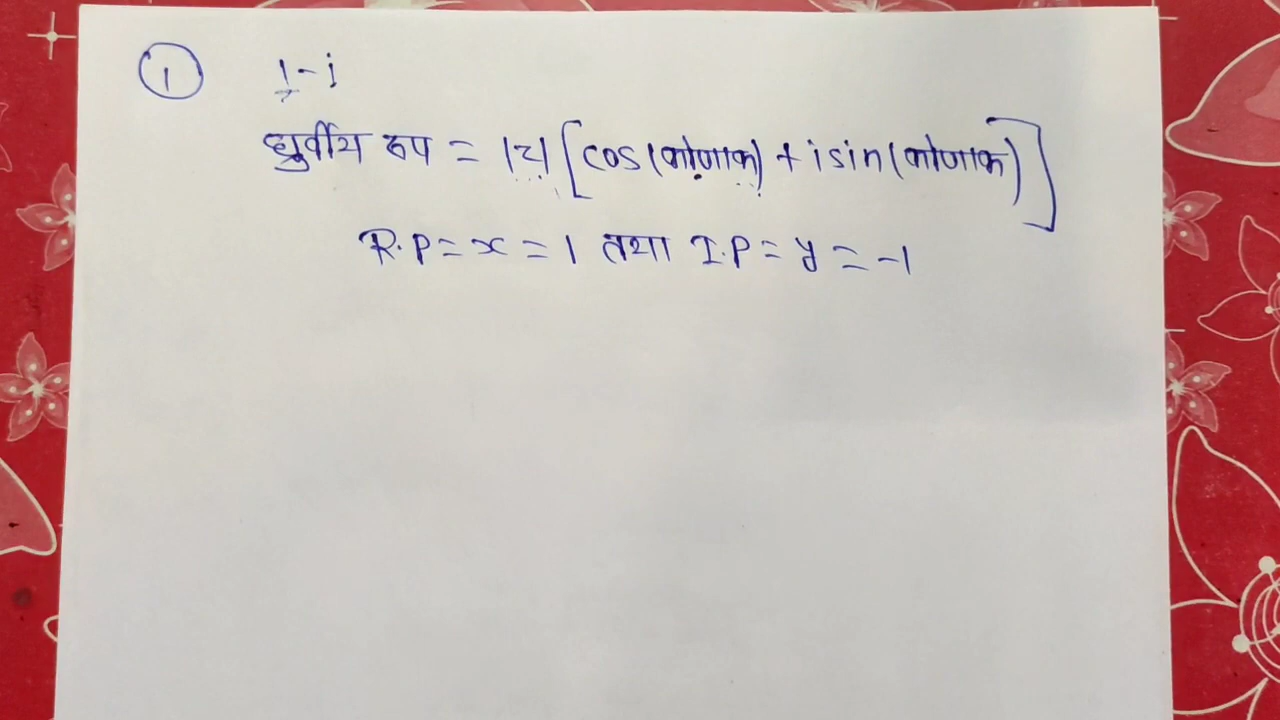 ① 1-i
ध्रुवीय रूप = |z| [cos(कोणांक) + i sin(कोणांक)]
R.P = x = 1 तथा I.P = y = -1